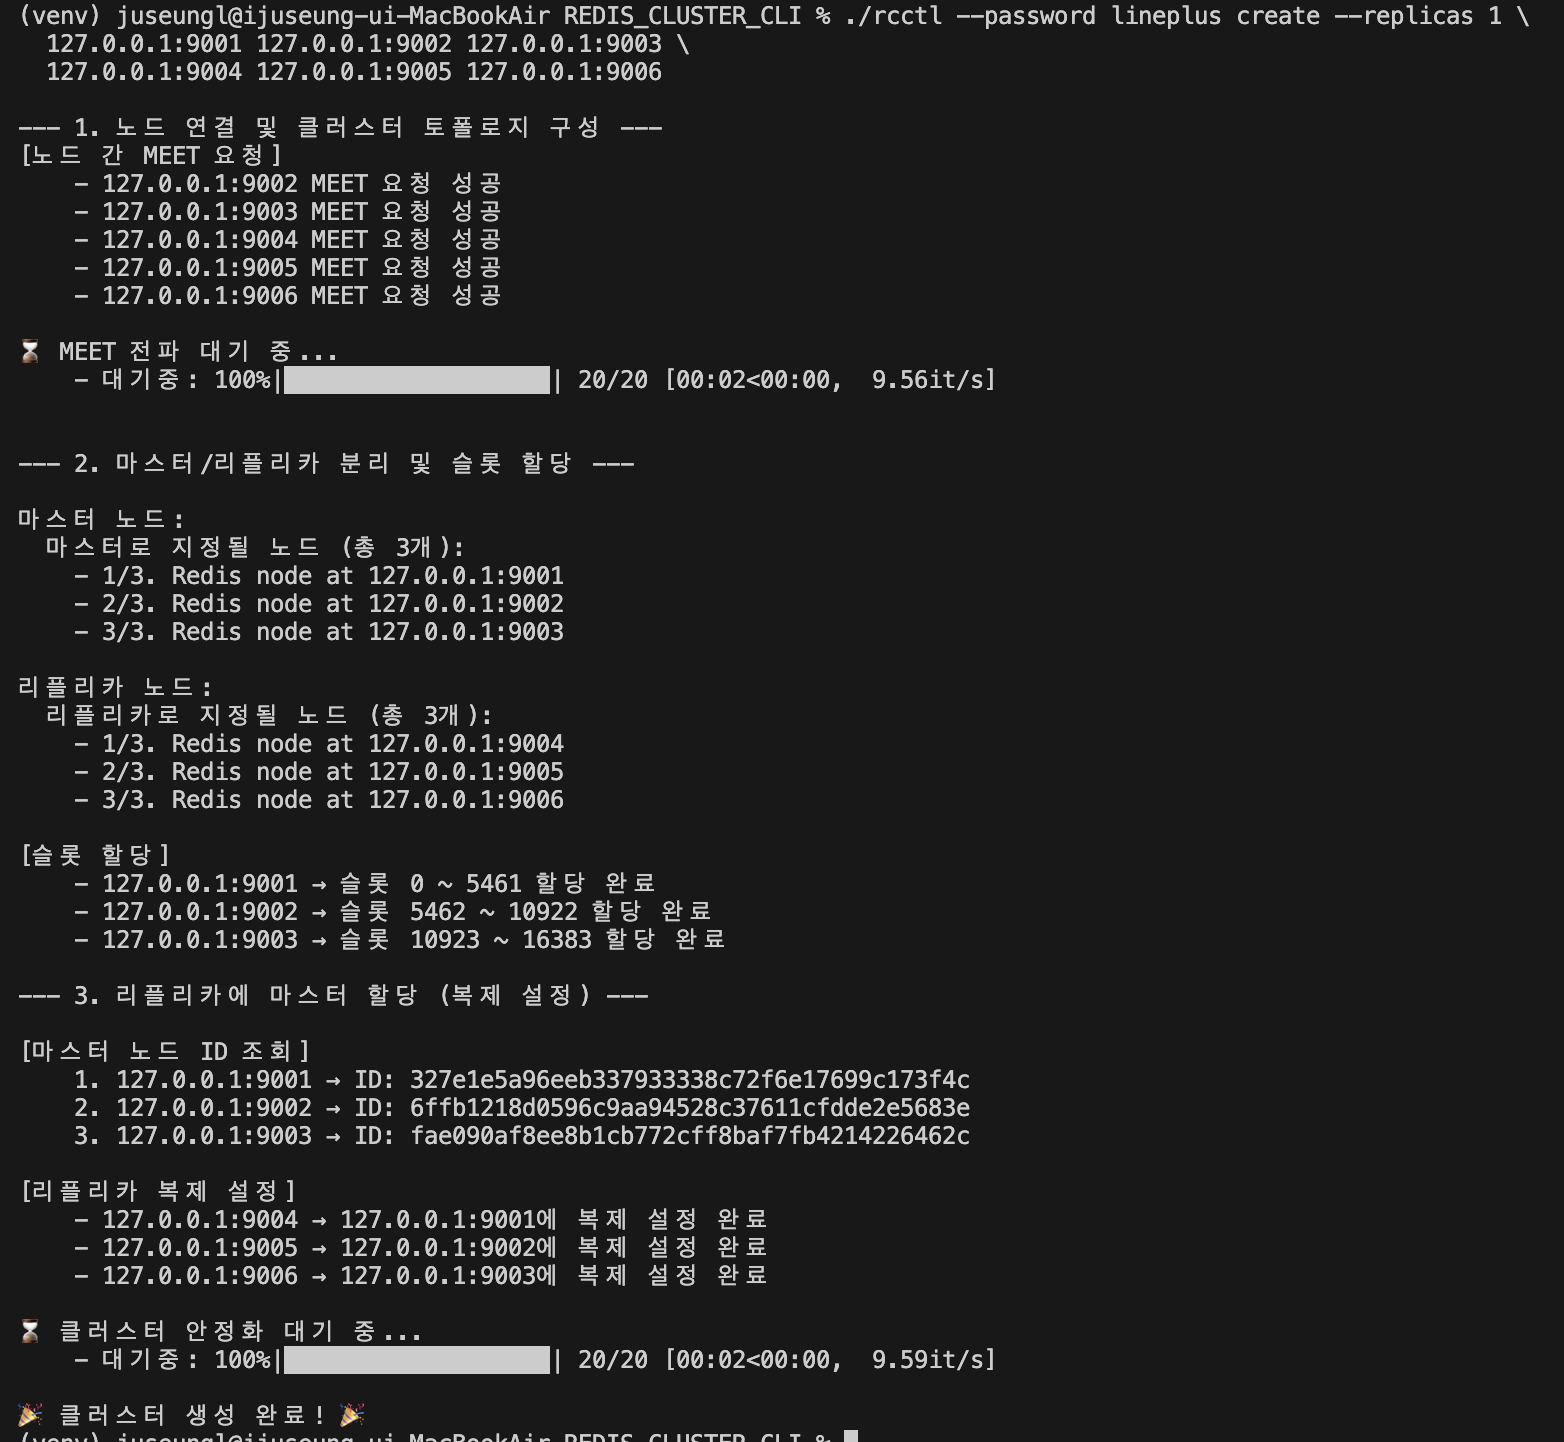 (venv) juseungl@ijuseung-ui-MacBookAir REDIS_CLUSTER_CLI % ./rcctl --password lineplus create --replicas 1 \
127.0.0.1:9001 127.0.0.1:9002 127.0.0.1:9003 \
127.0.0.1:9004 127.0.0.1:9005 127.0.0.1:9006
--- 1. 노드 연결 및 클러스터 토폴로지 구성 ---
[노드 간 MEET 요청]
- 127.0.0.1:9002 MEET 요청 성공
- 127.0.0.1:9003 MEET 요청 성공
- 127.0.0.1:9004 MEET 요청 성공
- 127.0.0.1:9005 MEET 요청 성공
- 127.0.0.1:9006 MEET 요청 성공
⏳ MEET 전파 대기 중...
- 대기중: 100%|███████████████████| 20/20 [00:02<00:00,  9.56it/s]
--- 2. 마스터/리플리카 분리 및 슬롯 할당 ---
마스터 노드:
마스터로 지정될 노드 (총 3개):
- 1/3. Redis node at 127.0.0.1:9001
- 2/3. Redis node at 127.0.0.1:9002
- 3/3. Redis node at 127.0.0.1:9003
리플리카 노드:
리플리카로 지정될 노드 (총 3개):
- 1/3. Redis node at 127.0.0.1:9004
- 2/3. Redis node at 127.0.0.1:9005
- 3/3. Redis node at 127.0.0.1:9006
[슬롯 할당]
- 127.0.0.1:9001 → 슬롯 0 ~ 5461 할당 완료
- 127.0.0.1:9002 → 슬롯 5462 ~ 10922 할당 완료
- 127.0.0.1:9003 → 슬롯 10923 ~ 16383 할당 완료
--- 3. 리플리카에 마스터 할당 (복제 설정) ---
[마스터 노드 ID 조회]
1. 127.0.0.1:9001 → ID: 327e1e5a96eeb337933338c72f6e17699c173f4c
2. 127.0.0.1:9002 → ID: 6ffb1218d0596c9aa94528c37611cfdde2e5683e
3. 127.0.0.1:9003 → ID: fae090af8ee8b1cb772cff8baf7fb4214226462c
[리플리카 복제 설정]
- 127.0.0.1:9004 → 127.0.0.1:9001에 복제 설정 완료
- 127.0.0.1:9005 → 127.0.0.1:9002에 복제 설정 완료
- 127.0.0.1:9006 → 127.0.0.1:9003에 복제 설정 완료
⏳ 클러스터 안정화 대기 중...
- 대기중: 100%|███████████████████| 20/20 [00:02<00:00,  9.59it/s]
🎉 클러스터 생성 완료! 🎉
(venv) juseungl@ijuseung-ui-MacBookAir REDIS_CLUSTER_CLI %